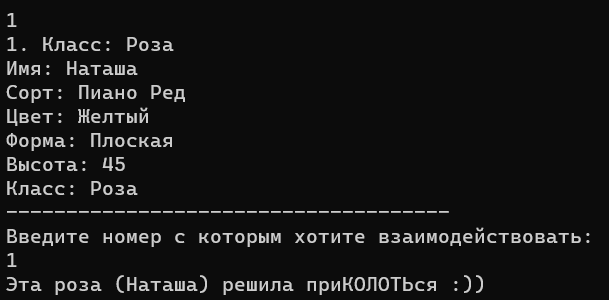 1
1. Класс: Роза
Имя: Наташа
Сорт: Пиано Ред
Цвет: Желтый
Форма: Плоская
Высота: 45
Класс: Роза
-------------------------------------
Введите номер с которым хотите взаимодействовать:
1
Эта роза (Наташа) решила приКОЛОТЬся :))